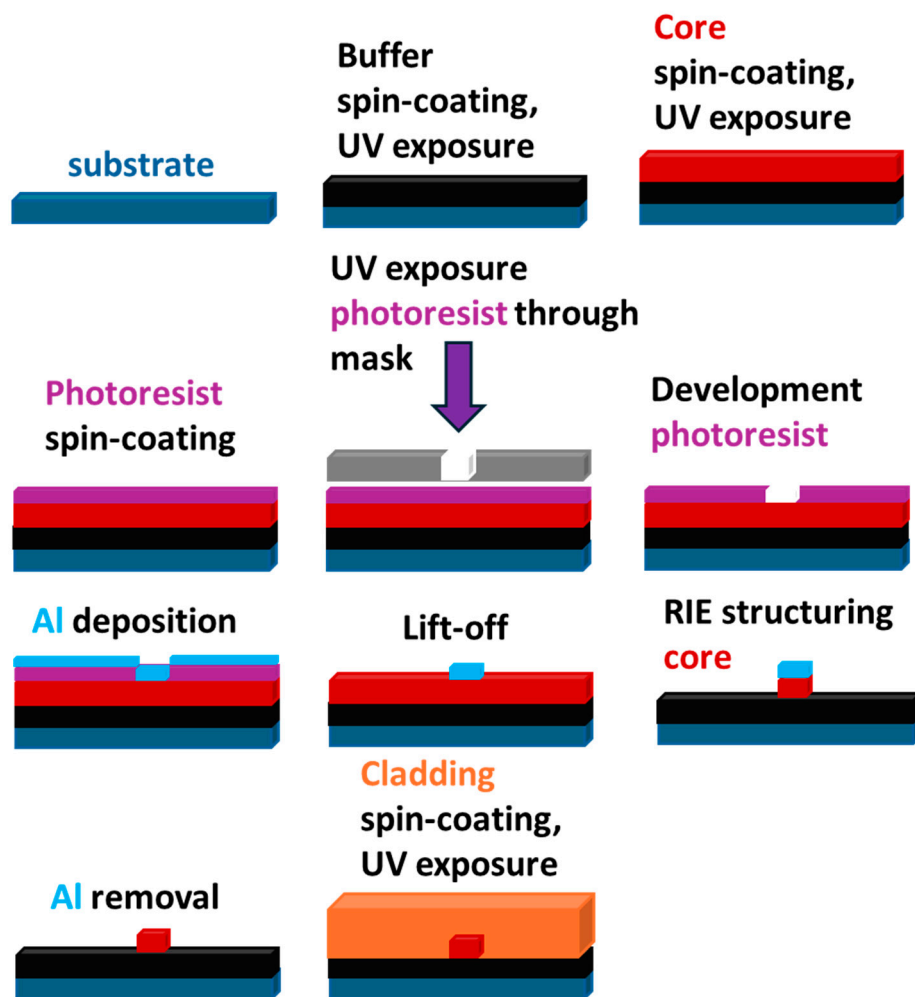 substrate
Buffer
spin-coating,
UV exposure
Core
spin-coating,
UV exposure
Photoresist
spin-coating
UV exposure
photoresist through
mask
Development
photoresist
Al deposition
Lift-off
RIE structuring
core
Al removal
Cladding
spin-coating,
UV exposure